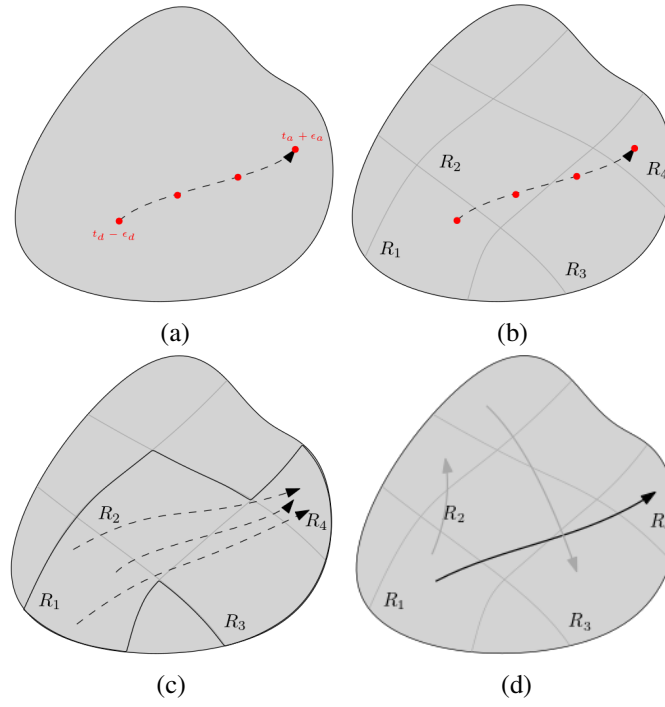 t_a + ϵ_a
t_d − ϵ_d
(a)
R_2
R_4
R_1
R_3
(b)
R_2
R_4
R_1
R_3
(c)
R_2
R
R_1
R_3
(d)